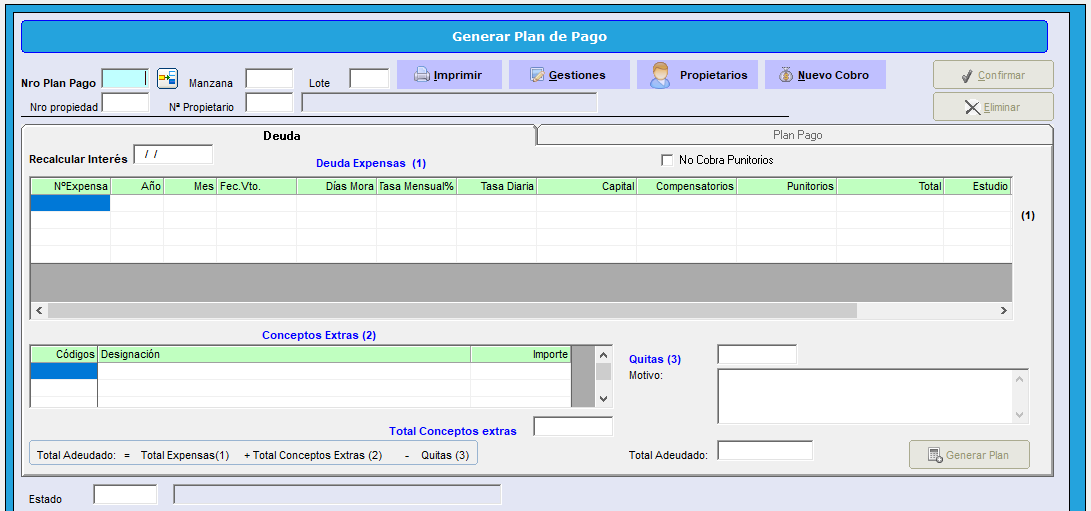 Generar Plan de Pago
Nro Plan Pago Manzana Lote Imprimir Gestiones Propietarios Nuevo Cobro Confirmar
Nro propiedad Nª Propietario Eliminar
Deuda Plan Pago
Recalcular Interés / / Deuda Expensas (1) No Cobra Punitorios
NºExpensa Año Mes Fec.Vto. Días Mora Tasa Mensual% Tasa Diaria Capital Compensatorios Punitorios Total Estudio
(1)
Conceptos Extras (2)
Códigos Designación Importe Quitas (3)
Motivo:
Total Conceptos extras
Total Adeudado: = Total Expensas(1) + Total Conceptos Extras (2) - Quitas (3) Total Adeudado: Generar Plan
Estado